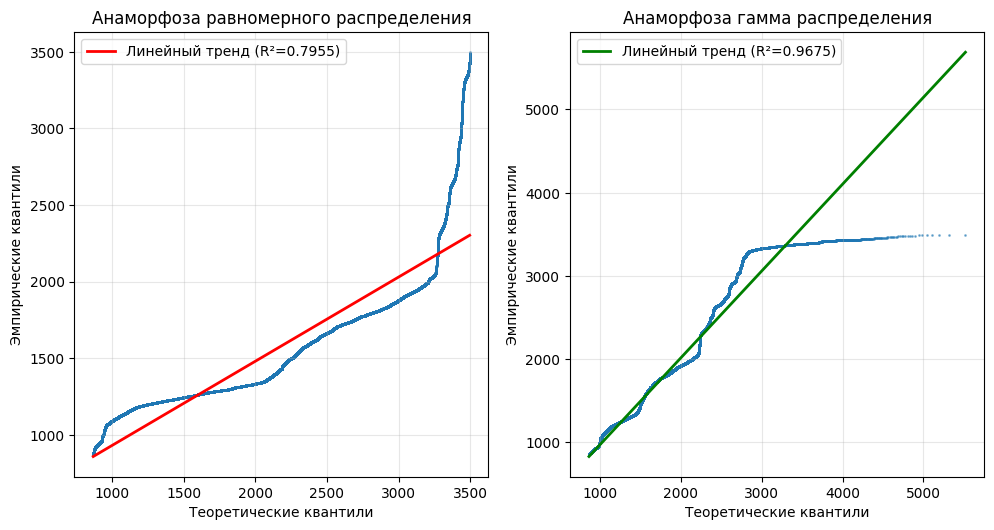 Анаморфоза равномерного распределения
Линейный тренд (R²=0.7955)
3500
3000
2500
2000
1500
1000
Эмпирические квантили
1000
1500
2000
2500
3000
3500
Теоретические квантили
Анаморфоза гамма распределения
Линейный тренд (R²=0.9675)
5000
4000
3000
2000
1000
Эмпирические квантили
1000
2000
3000
4000
5000
Теоретические квантили